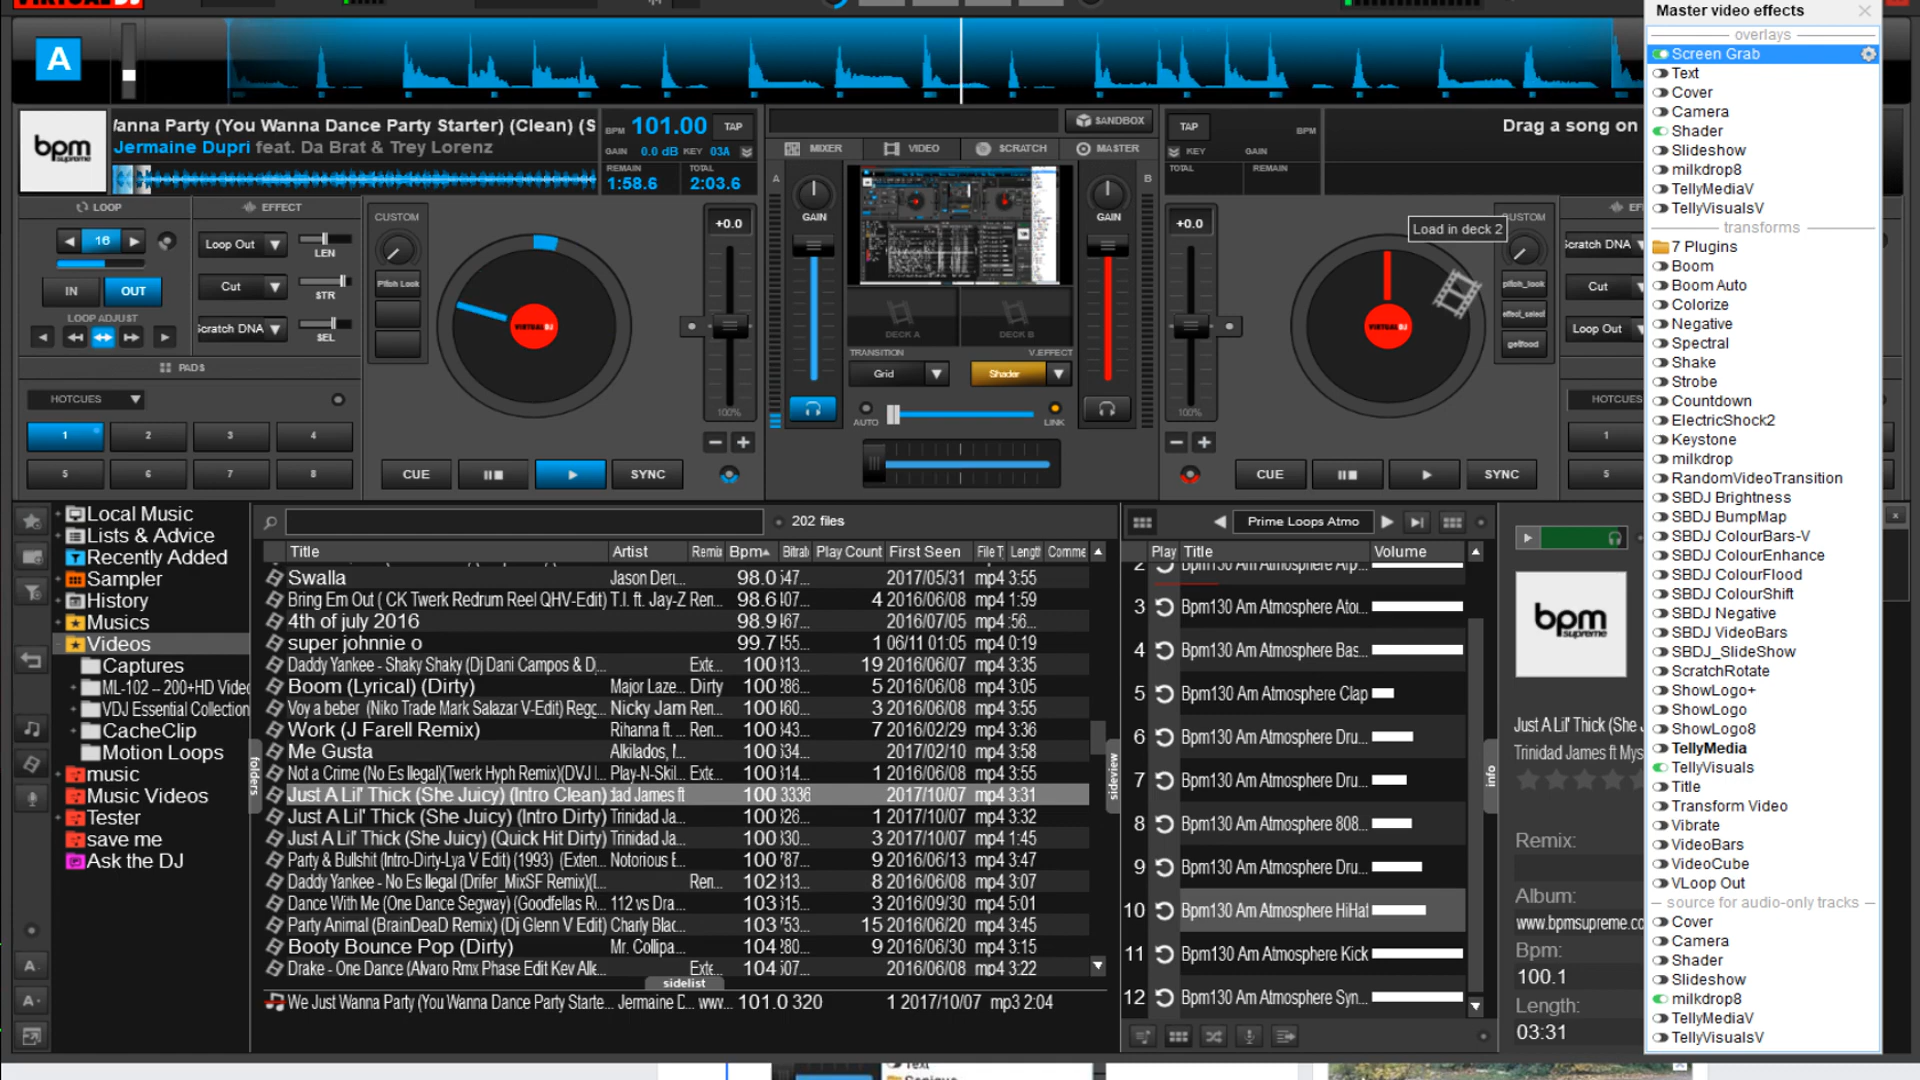 VIRTUALDJ
A
bpm
supreme
Wanna Party (You Wanna Dance Party Starter) (Clean) (S
Jermaine Dupri feat. Da Brat & Trey Lorenz
BPM 101.00 TAP
GAIN 0.0 dB KEY 03A
REMAIN 1:58.6
TOTAL 2:03.6
SANDBOX
MIXER VIDEO SCRATCH MASTER
TAP BPM
KEY GAIN
TOTAL REMAIN
Drag a song on
LOOP
16
IN OUT
LOOP ADJUST
EFFECT
Loop Out LEN
Cut STR
Scratch DNA SEL
PADS
HOTCUES
1 2 3 4
5 6 7 8
CUSTOM
Pitch Lock
VIRTUALDJ
+0.0
100%
CUE SYNC
A GAIN
GAIN B
DECK A DECK B
TRANSITION V.EFFECT
Grid Shader
AUTO LINK
+0.0
100%
VIRTUALDJ
Load in deck 2
CUSTOM
pitch_lock
effect_select
getfood
CUE SYNC
Scratch DNA
Cut
Loop Out
HOTCUES
1
5
Local Music
Lists & Advice
Recently Added
Sampler
History
Musics
Videos
Captures
ML-102 -- 200+HD Video
VDJ Essential Collection
CacheClip
Motion Loops
music
Music Videos
Tester
save me
Ask the DJ
folders
202 files
Title Artist Remix Bpm Bitrate Play Count First Seen File T Length Comme
Swalla Jason Deru... 98.0 547... 2017/05/31 mp4 3:55
Bring Em Out ( CK Twerk Redrum Reel QHV-Edit) T.I. ft. Jay-Z Ren... 98.6 4 2016/06/08 mp4 1:59
4th of july 2016 98.9 2016/07/05 mp4 :56...
super johnnie o 99.7 1 06/11 01:05 mp4 0:19
Daddy Yankee - Shaky Shaky (Dj Dani Campos & D... Exte... 100 19 2016/06/07 mp4 3:35
Boom (Lyrical) (Dirty) Major Laze... Dirty 100 5 2016/06/08 mp4 3:05
Voy a beber (Niko Trade Mark Salazar V-Edit) Regg... Nicky Jam Ren... 100 3 2016/06/08 mp4 3:55
Work (J Farell Remix) Rihanna ft. ... Ren... 100 7 2016/02/29 mp4 3:36
Me Gusta Alkilados, 100 2017/02/10 mp4 3:58
Not a Crime (No Es Ilegal)(Twerk Hyph Remix)(DVJ I... Play-N-Skil... Exte... 100 1 2016/06/08 mp4 3:55
Just A Lil' Thick (She Juicy) (Intro Clean) dad James ft 100 3336 2017/10/07 mp4 3:31
Just A Lil' Thick (She Juicy) (Intro Dirty) Trinidad Ja... 100 1 2017/10/07 mp4 3:32
Just A Lil' Thick (She Juicy) (Quick Hit Dirty) Trinidad Ja... 100 3 2017/10/07 mp4 1:45
Party & Bullshit (Intro-Dirty-Lya V Edit) (1993) (Exten... Notorious B... 100 9 2016/06/13 mp4 3:47
Daddy Yankee - No Es Ilegal (Drifer_MixSF Remix)(... Ren... 102 8 2016/06/08 mp4 3:07
Dance With Me (One Dance Segway) (Goodfellas R... 112 vs Dra... 103 3 2016/09/30 mp4 5:01
Party Animal (BrainDeaD Remix) (Dj Glenn V Edit) Charly Blac... 103 15 2016/06/20 mp4 3:45
Booty Bounce Pop (Dirty) Mr. Collipa... 104 9 2016/06/30 mp4 3:15
Drake - One Dance (Alvaro Rmx Phase Edit Kev Alle... Exte... 104 2016/06/08 mp4 3:22
sidelist
We Just Wanna Party (You Wanna Dance Party Starte... Jermaine D... www... 101.0 320 1 2017/10/07 mp3 2:04
sideview
Prime Loops Atmo
Play Title Volume
2 Bpm130 Am Atmosphere Arp...
3 Bpm130 Am Atmosphere Ato...
4 Bpm130 Am Atmosphere Bas...
5 Bpm130 Am Atmosphere Clap
6 Bpm130 Am Atmosphere Dru...
7 Bpm130 Am Atmosphere Dru...
8 Bpm130 Am Atmosphere 808...
9 Bpm130 Am Atmosphere Dru...
10 Bpm130 Am Atmosphere HiHat
11 Bpm130 Am Atmosphere Kick
12 Bpm130 Am Atmosphere Syn...
info
bpm
supreme
Just A Lil' Thick (She
Trinidad James ft Mys
Remix:
Album:
www.bpmsupreme.co
Bpm:
100.1
Length:
03:31
Master video effects
overlays
Screen Grab
Text
Cover
Camera
Shader
Slideshow
milkdrop8
TellyMediaV
TellyVisualsV
transforms
7 Plugins
Boom
Boom Auto
Colorize
Negative
Spectral
Shake
Strobe
Countdown
ElectricShock2
Keystone
milkdrop
RandomVideoTransition
SBDJ Brightness
SBDJ BumpMap
SBDJ ColourBars-V
SBDJ ColourEnhance
SBDJ ColourFlood
SBDJ ColourShift
SBDJ Negative
SBDJ VideoBars
SBDJ_SlideShow
ScratchRotate
ShowLogo+
ShowLogo
ShowLogo8
TellyMedia
TellyVisuals
Title
Transform Video
Vibrate
VideoBars
VideoCube
VLoop Out
source for audio-only tracks
Cover
Camera
Shader
Slideshow
milkdrop8
TellyMediaV
TellyVisualsV